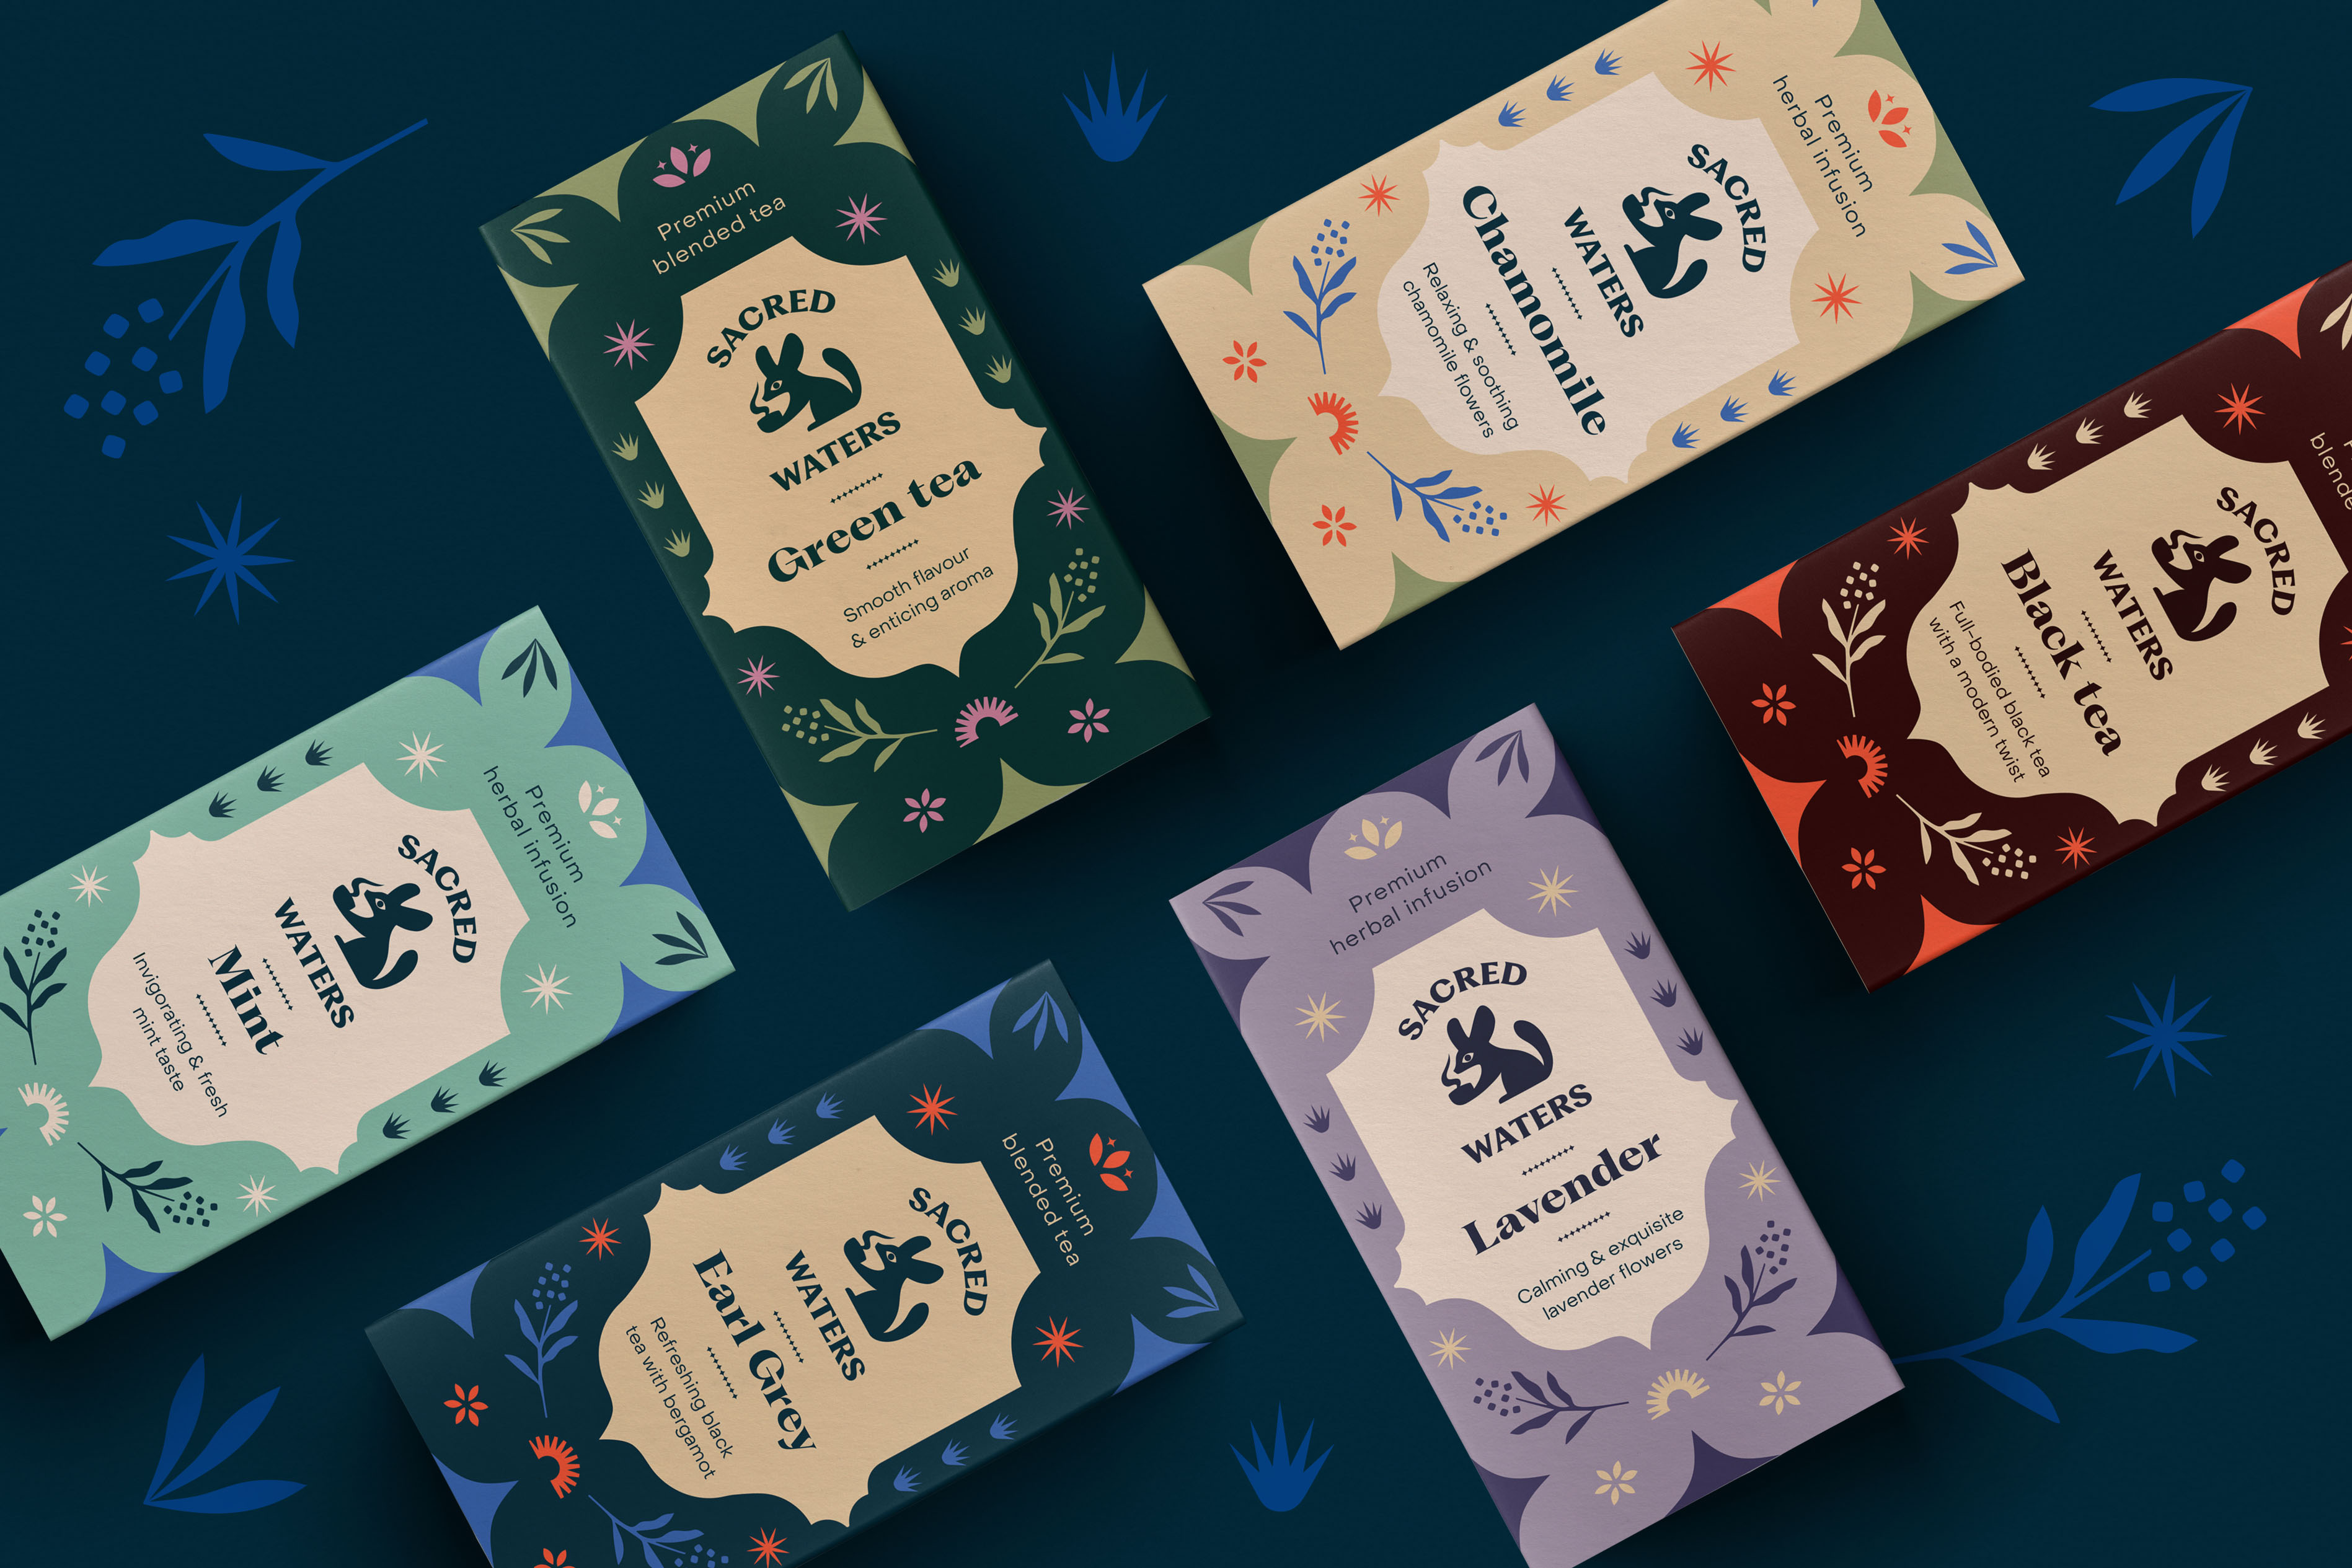 Premium
blended tea
SACRED
WATERS
Green tea
Smooth flavour
& enticing aroma
Premium
herbal infusion
SACRED
WATERS
Chamomile
Relaxing & soothing
chamomile flowers
blende
SACRED
WATERS
Black tea
Full-bodied black tea
with a modern twist
Premium
herbal infusion
SACRED
WATERS
Mint
Invigorating & fresh
mint taste
Premium
blended tea
SACRED
WATERS
Earl Grey
Refreshing black
tea with bergamot
Premium
herbal infusion
SACRED
WATERS
Lavender
Calming & exquisite
lavender flowers